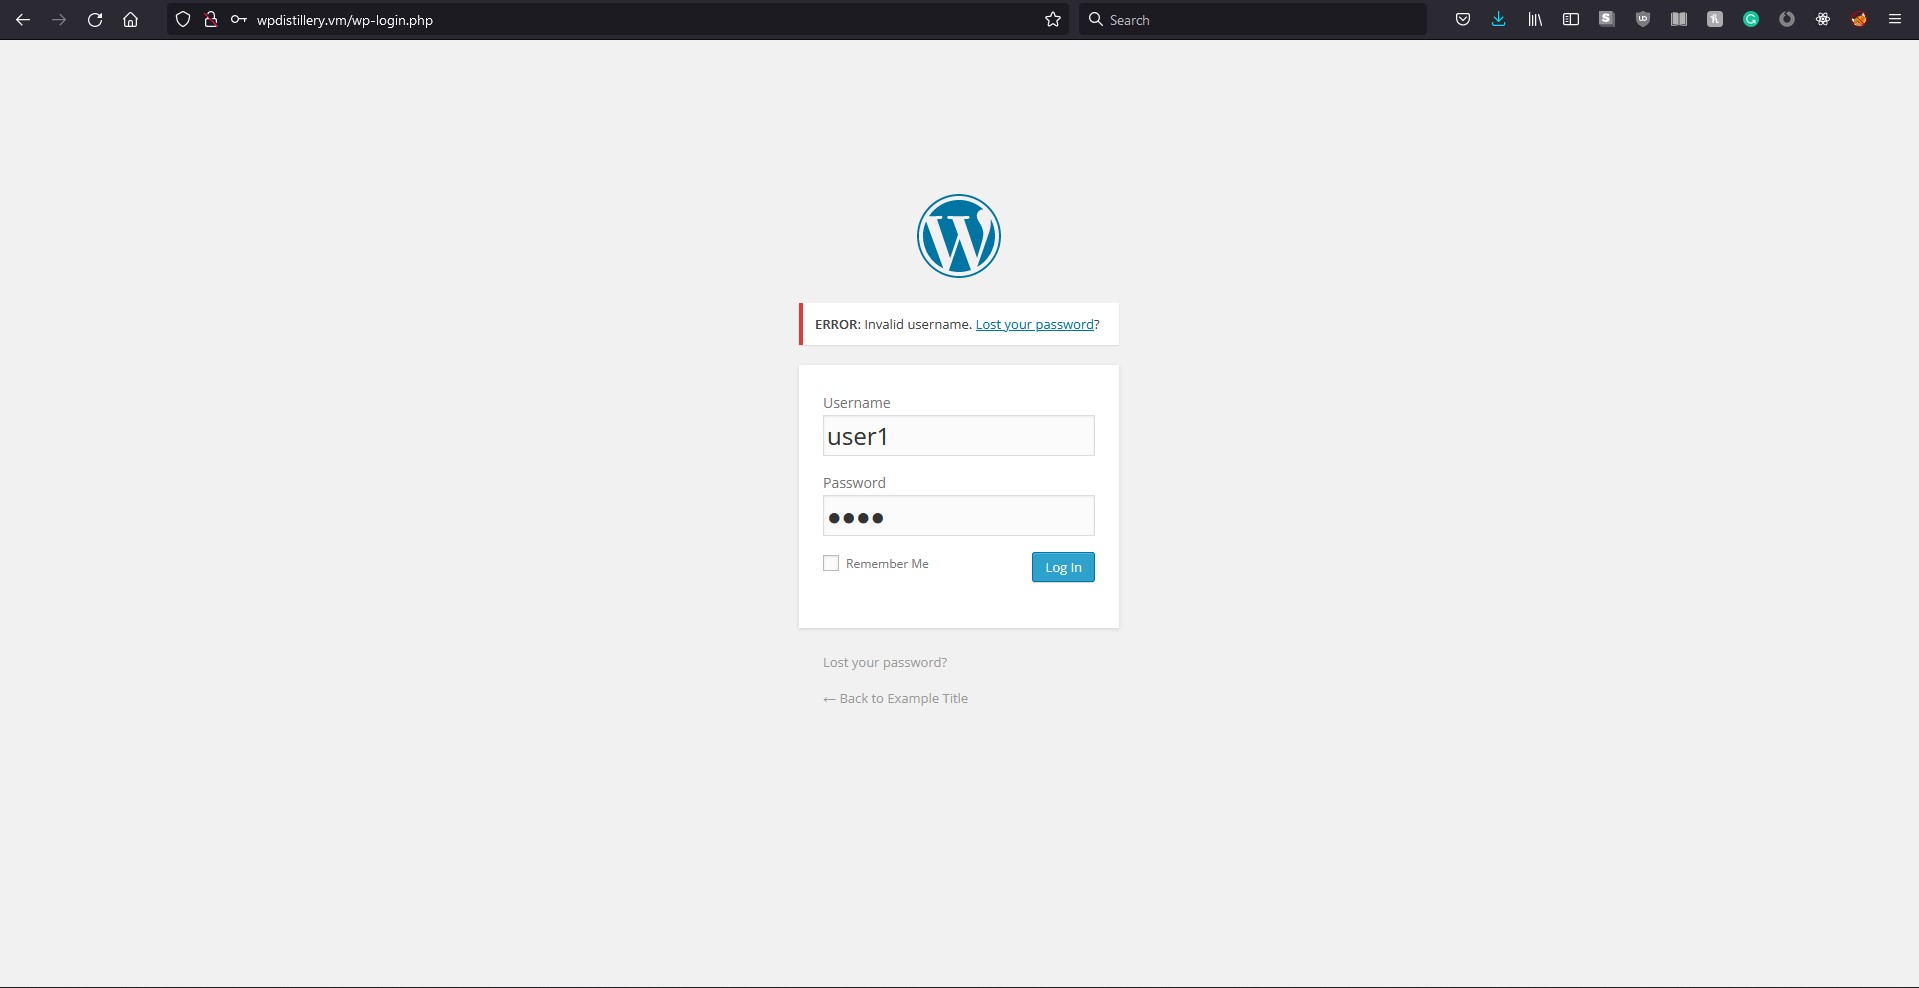 wpdistillery.vm/wp-login.php
Search
ERROR: Invalid username. Lost your password?
Username
user1
Password
Remember Me
Log In
Lost your password?
← Back to Example Title